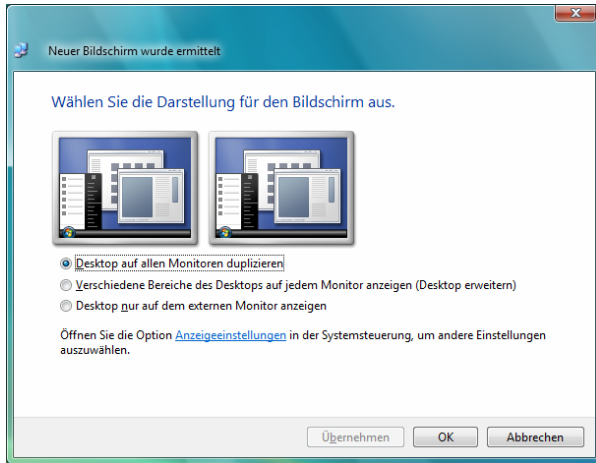 Neuer Bildschirm wurde ermittelt
Wählen Sie die Darstellung für den Bildschirm aus.
Desktop auf allen Monitoren duplizieren
Verschiedene Bereiche des Desktops auf jedem Monitor anzeigen (Desktop erweitern)
Desktop nur auf dem externen Monitor anzeigen
Öffnen Sie die Option Anzeigeeinstellungen in der Systemsteuerung, um andere Einstellungen
auszuwählen.
Übernehmen OK Abbrechen